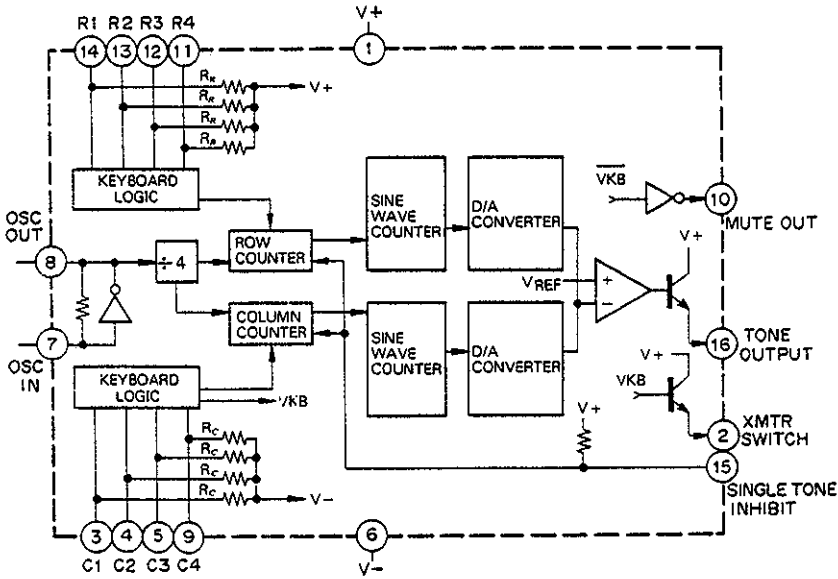 R1 R2 R3 R4
14 13 12 11
V+
1
R_R
R_R
R_R
R_R
V+
KEYBOARD
LOGIC
OSC
OUT
8
÷ 4
ROW
COUNTER
SINE
WAVE
COUNTER
D/A
CONVERTER
VKB
10
MUTE OUT
V_REF
+
−
V+
16
TONE
OUTPUT
7
OSC
IN
COLUMN
COUNTER
SINE
WAVE
COUNTER
D/A
CONVERTER
KEYBOARD
LOGIC
VKB
V+
VKB
2
XMTR
SWITCH
V+
15
SINGLE TONE
INHIBIT
R_C
R_C
R_C
R_C
V−
3 4 5 9
C1 C2 C3 C4
6
V−